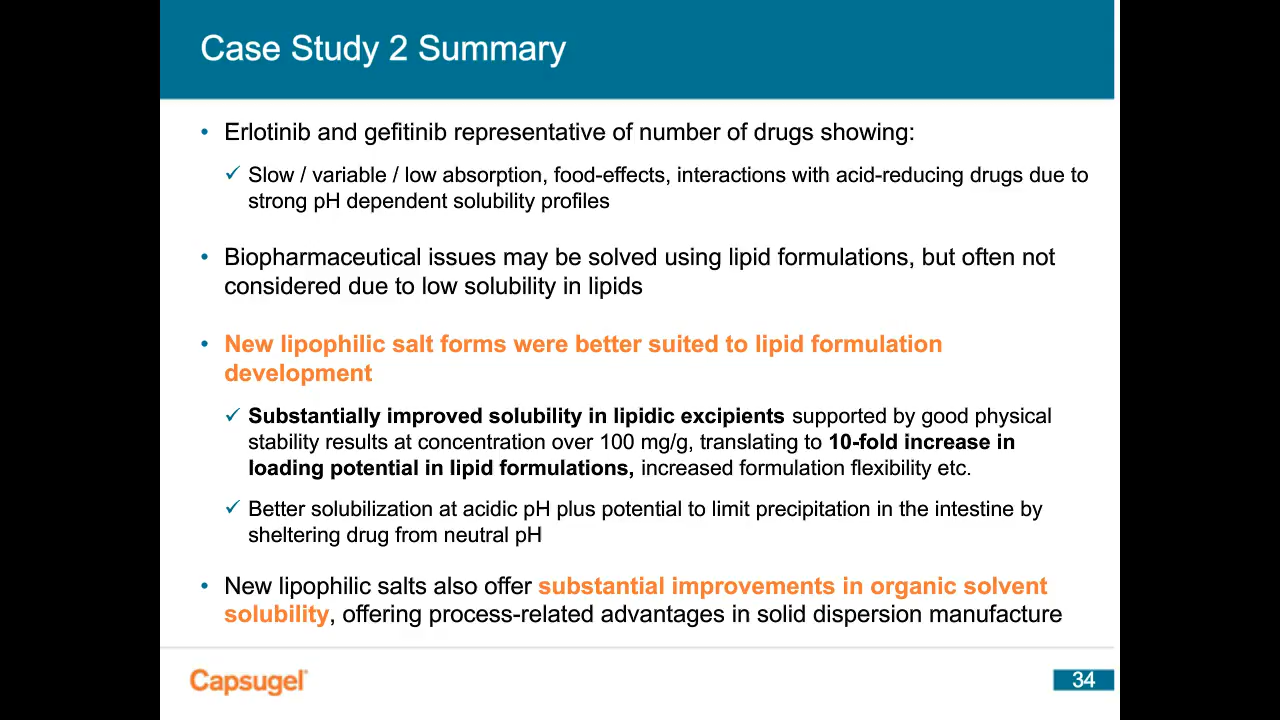 Case Study 2 Summary
• Erlotinib and gefitinib representative of number of drugs showing:
✓ Slow / variable / low absorption, food-effects, interactions with acid-reducing drugs due to
strong pH dependent solubility profiles
• Biopharmaceutical issues may be solved using lipid formulations, but often not
considered due to low solubility in lipids
• New lipophilic salt forms were better suited to lipid formulation
development
✓ Substantially improved solubility in lipidic excipients supported by good physical
stability results at concentration over 100 mg/g, translating to 10-fold increase in
loading potential in lipid formulations, increased formulation flexibility etc.
✓ Better solubilization at acidic pH plus potential to limit precipitation in the intestine by
sheltering drug from neutral pH
• New lipophilic salts also offer substantial improvements in organic solvent
solubility, offering process-related advantages in solid dispersion manufacture
Capsugel®
34